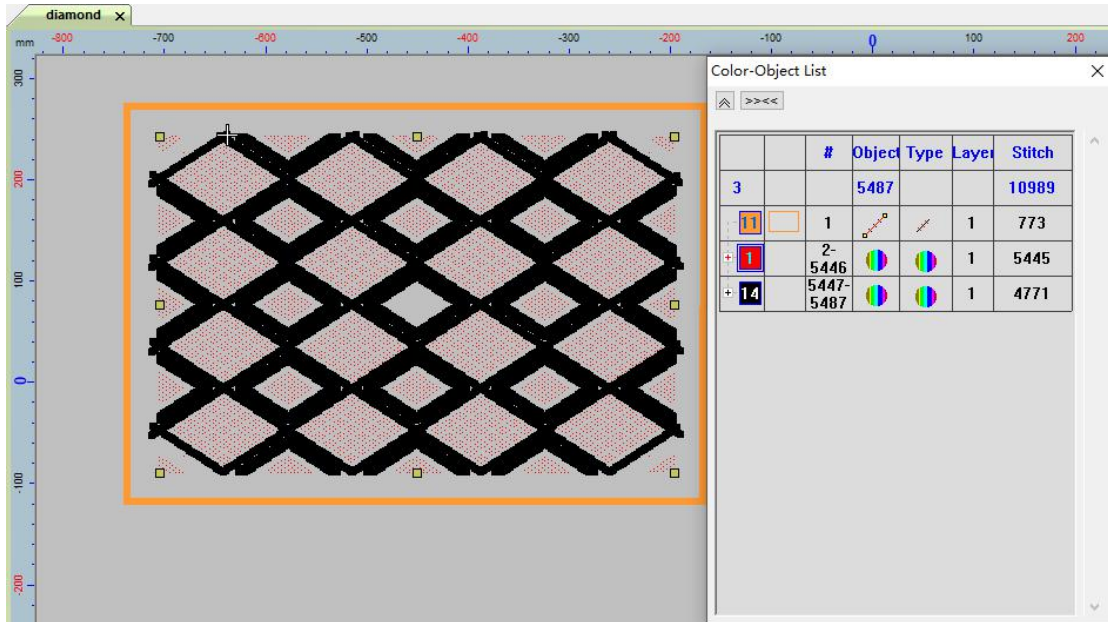 diamond x
mm -800 -700 -600 -500 -400 -300 -200 -100 0 100 200
300
200
100
0
-100
-200
Color-Object List
>><<
# Object Type Layer Stitch
3 5487 10989
11 1 1 773
1 2-5446 1 5445
14 5447-5487 1 4771